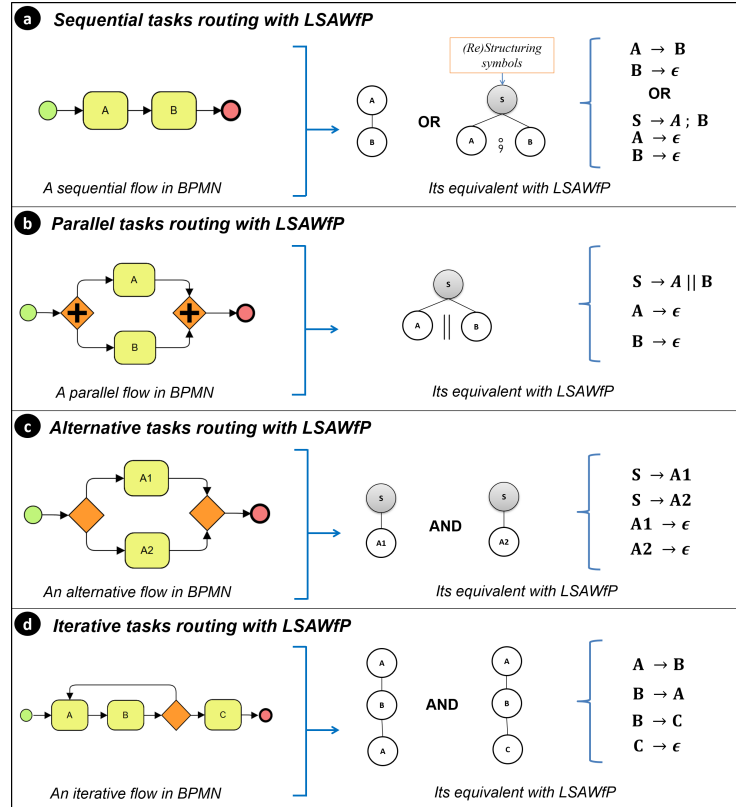 a Sequential tasks routing with LSAWfP
(Re)Structuring
symbols
A B
A
B
OR
S
A ; B
A → B
B → ϵ
OR
S → A ; B
A → ϵ
B → ϵ
A sequential flow in BPMN
Its equivalent with LSAWfP
b Parallel tasks routing with LSAWfP
A
B
S
A || B
S → A || B
A → ϵ
B → ϵ
A parallel flow in BPMN
Its equivalent with LSAWfP
c Alternative tasks routing with LSAWfP
A1
A2
S
A1
AND
S
A2
S → A1
S → A2
A1 → ϵ
A2 → ϵ
An alternative flow in BPMN
Its equivalent with LSAWfP
d Iterative tasks routing with LSAWfP
A B C
A
B
A
AND
A
B
C
A → B
B → A
B → C
C → ϵ
An iterative flow in BPMN
Its equivalent with LSAWfP